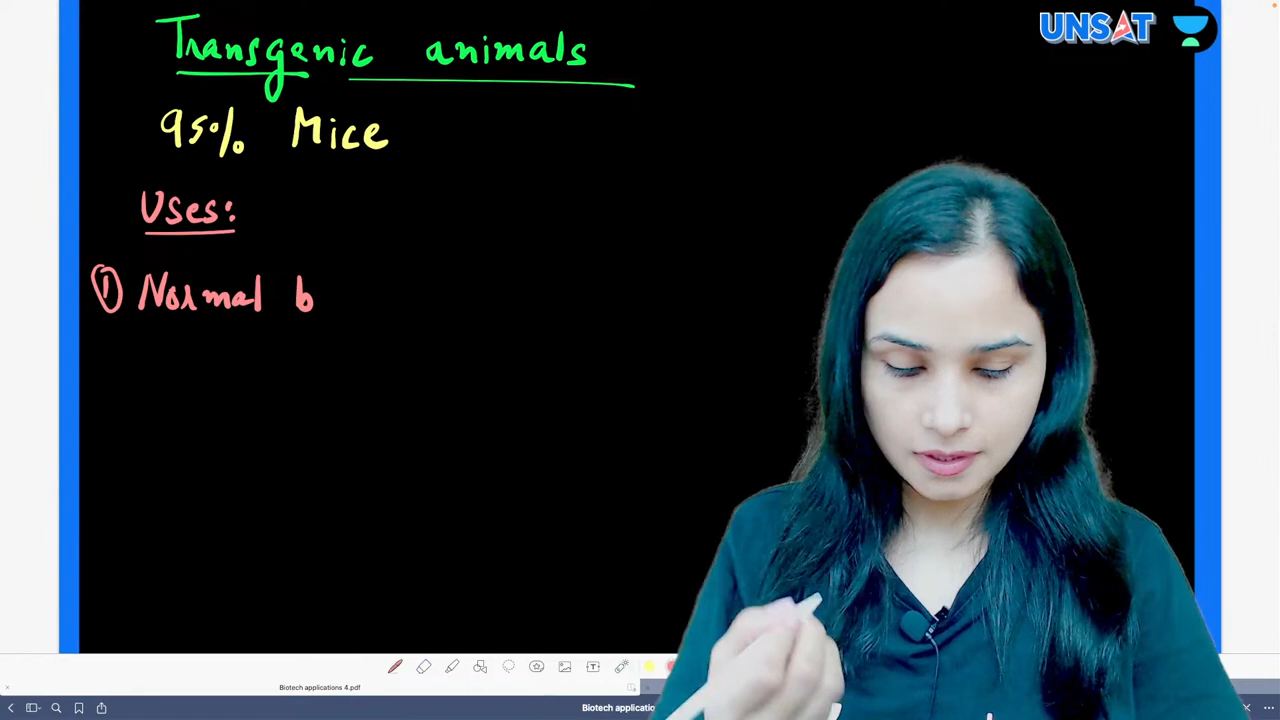 UNSAT
Transgenic animals
95% Mice
Uses:
① Normal b
Biotech applications 4.pdf
Biotech applicatio